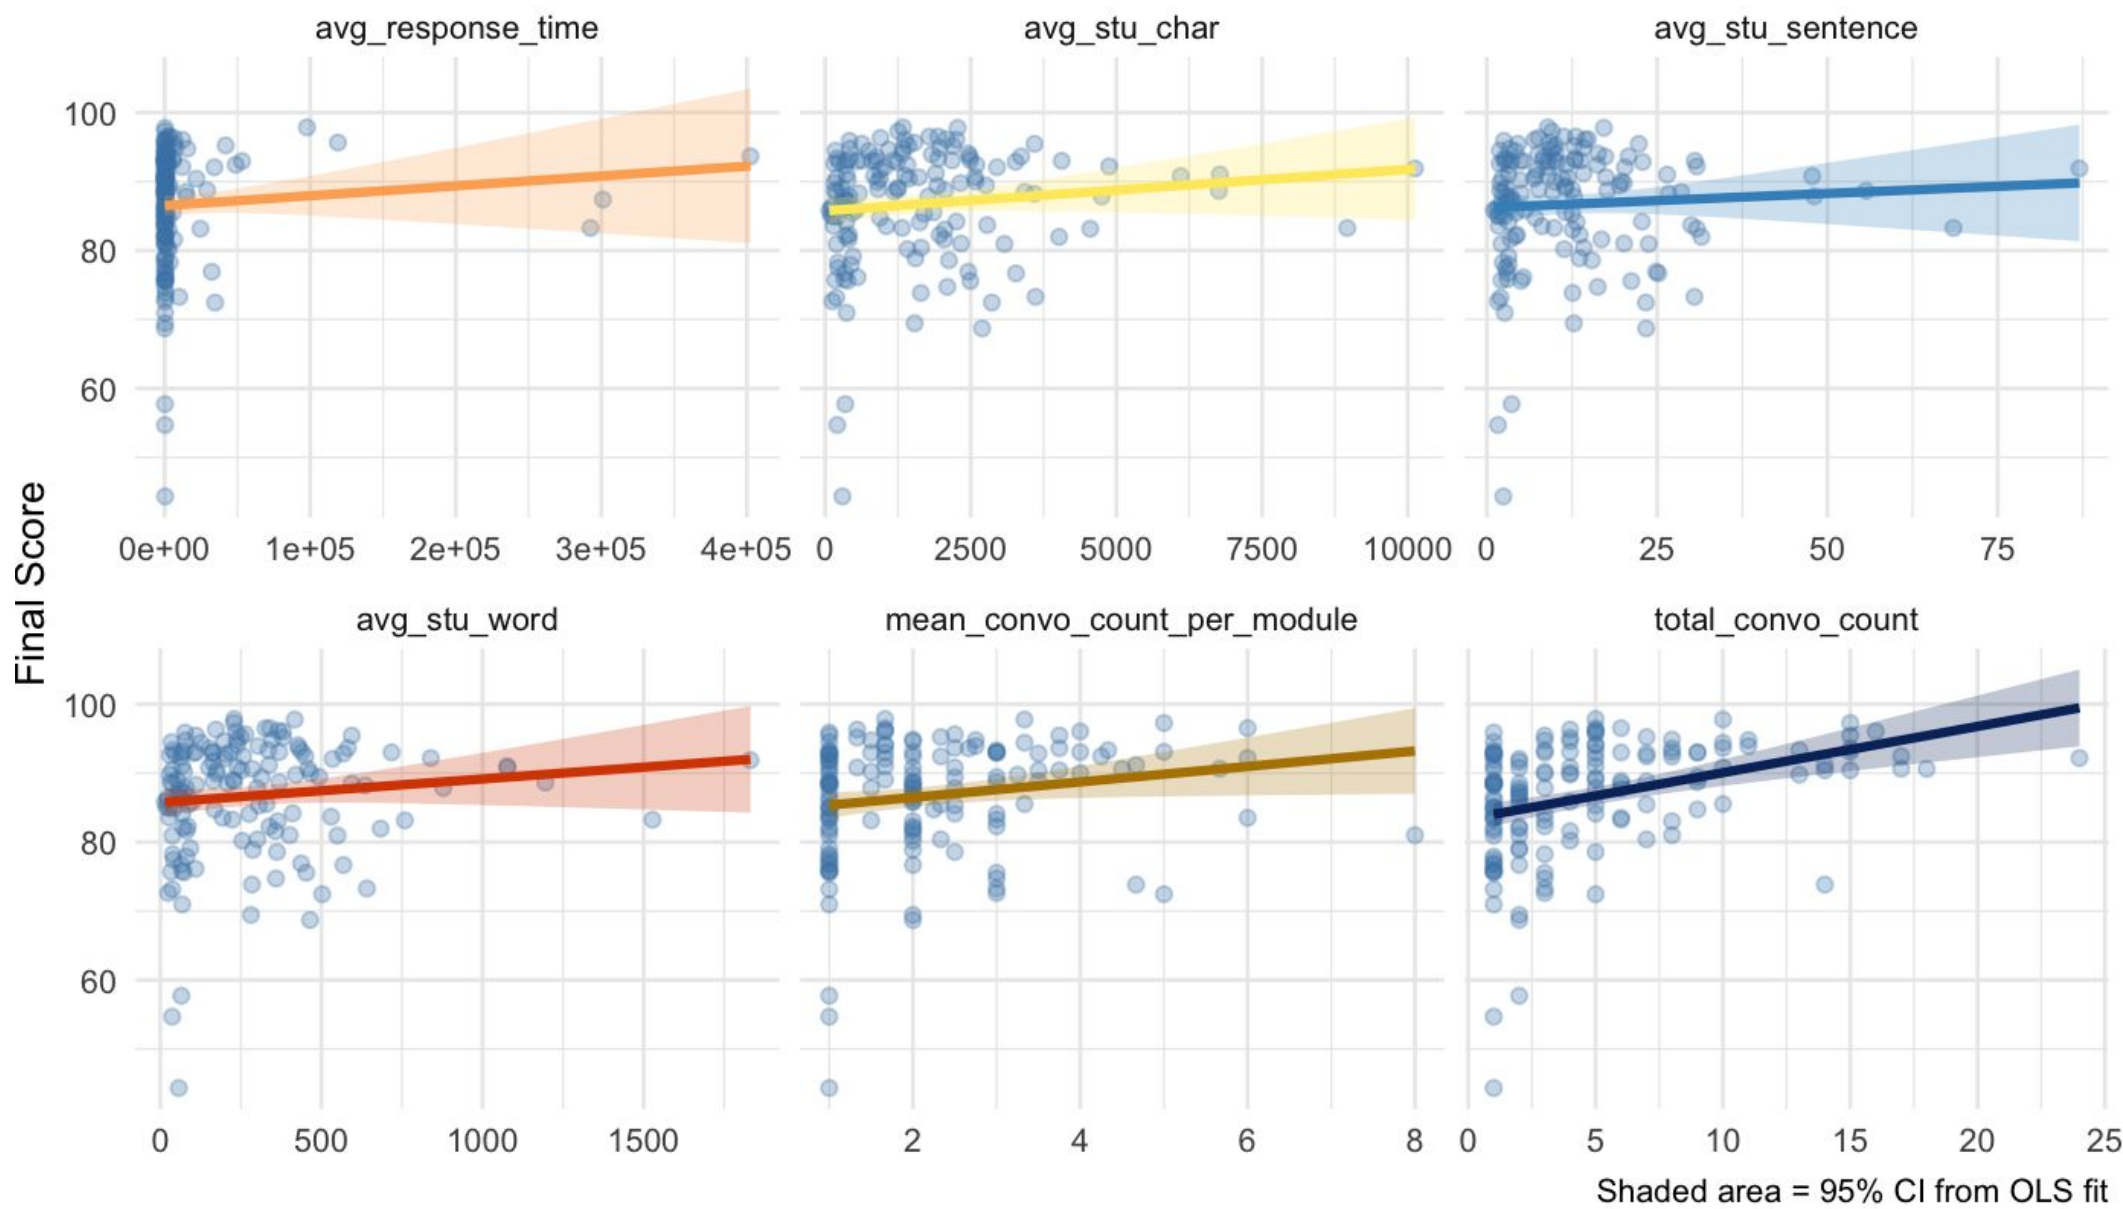 avg_response_time avg_stu_char avg_stu_sentence
100
80
60
0e+00 1e+05 2e+05 3e+05 4e+05 0 2500 5000 7500 10000 0 25 50 75
Final Score
avg_stu_word mean_convo_count_per_module total_convo_count
100
80
60
0 500 1000 1500 2 4 6 8 0 5 10 15 20 25
Shaded area = 95% CI from OLS fit